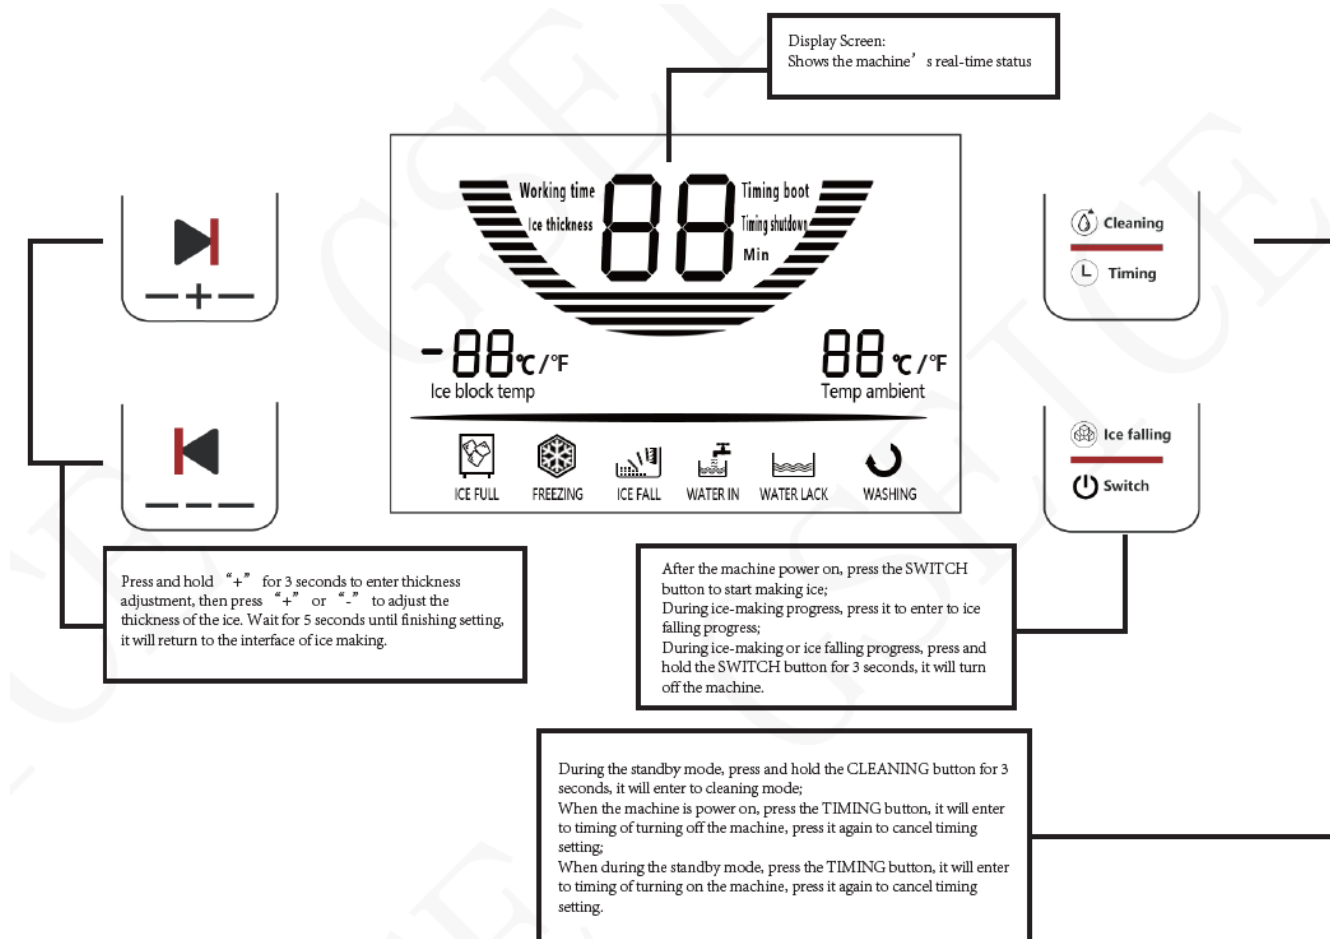 Display Screen:
Shows the machine’s real-time status
Working time
Ice thickness
88
Timing boot
Timing shutdown
Min
-88℃/°F
Ice block temp
88 ℃/°F
Temp ambient
ICE FULL
FREEZING
ICE FALL
WATER IN
WATER LACK
WASHING
+
Cleaning
Timing
Ice falling
Switch
Press and hold “+” for 3 seconds to enter thickness
adjustment, then press “+” or “-” to adjust the
thickness of the ice. Wait for 5 seconds until finishing setting,
it will return to the interface of ice making.
After the machine power on, press the SWITCH
button to start making ice;
During ice-making progress, press it to enter to ice
falling progress;
During ice-making or ice falling progress, press and
hold the SWITCH button for 3 seconds, it will turn
off the machine.
During the standby mode, press and hold the CLEANING button for 3
seconds, it will enter to cleaning mode;
When the machine is power on, press the TIMING button, it will enter
to timing of turning off the machine, press it again to cancel timing
setting;
When during the standby mode, press the TIMING button, it will enter
to timing of turning on the machine, press it again to cancel timing
setting.
GSEICE